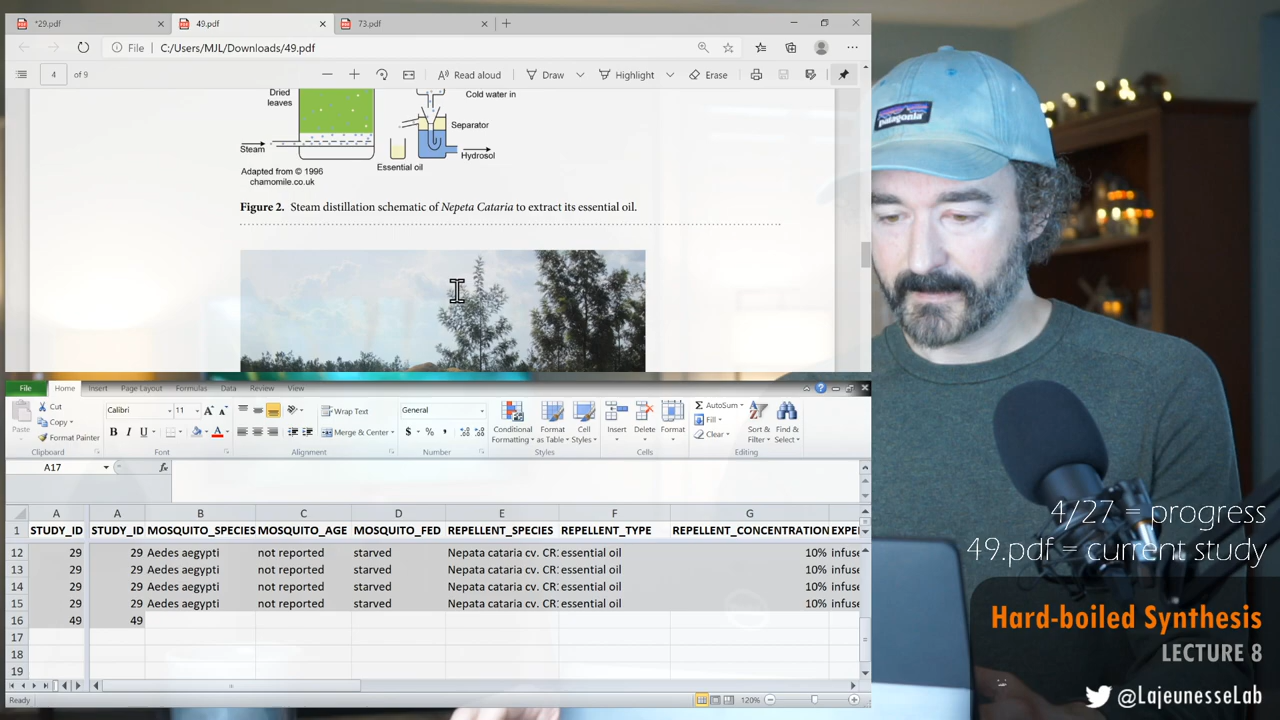 *29.pdf
49.pdf
73.pdf
File
C:/Users/MJL/Downloads/49.pdf
4
of 9
Read aloud
Draw
Highlight
Erase
Dried
leaves
Cold water in
Separator
Steam
Hydrosol
Essential oil
Adapted from © 1996
chamomile.co.uk
Figure 2. Steam distillation schematic of Nepeta Cataria to extract its essential oil.
patagonia
File Home Insert Page Layout Formulas Data Review View
Paste
Cut
Copy
Format Painter
Clipboard
Calibri 11
B I U
Font
Wrap Text
Merge & Center
Alignment
General
$ % ,
Number
Conditional
Formatting
Format
as Table
Cell
Styles
Styles
Insert
Delete
Format
Cells
AutoSum
Fill
Clear
Sort &
Filter
Find &
Select
Editing
A17
fx
A A B C D E F G
1 STUDY_ID STUDY_ID MOSQUITO_SPECIES MOSQUITO_AGE MOSQUITO_FED REPELLENT_SPECIES REPELLENT_TYPE REPELLENT_CONCENTRATION EXPE
12 29 29 Aedes aegypti not reported starved Nepata cataria cv. CR essential oil 10% infuse
13 29 29 Aedes aegypti not reported starved Nepata cataria cv. CR essential oil 10% infuse
14 29 29 Aedes aegypti not reported starved Nepata cataria cv. CR essential oil 10% infuse
15 29 29 Aedes aegypti not reported starved Nepata cataria cv. CR essential oil 10% infuse
16 49 49
17
18
19
Ready
120%
4/27 = progress
49.pdf = current study
Hard-boiled Synthesis
LECTURE 8
@LajeunesseLab